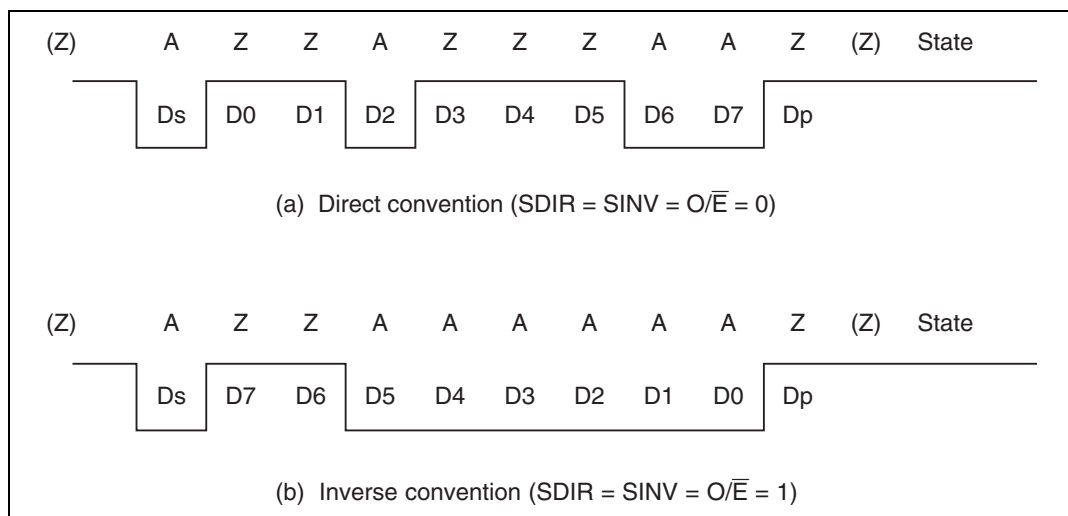 (Z) A Z Z A Z Z Z A A Z (Z) State
Ds D0 D1 D2 D3 D4 D5 D6 D7 Dp
(a) Direct convention (SDIR = SINV = O/E̅ = 0)
(Z) A Z Z A A A A A A Z (Z) State
Ds D7 D6 D5 D4 D3 D2 D1 D0 Dp
(b) Inverse convention (SDIR = SINV = O/E̅ = 1)